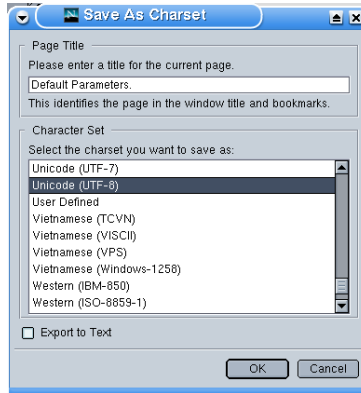 Save As Charset
Page Title
Please enter a title for the current page.
Default Parameters.
This identifies the page in the window title and bookmarks.
Character Set
Select the charset you want to save as:
Unicode (UTF-7)
Unicode (UTF-8)
User Defined
Vietnamese (TCVN)
Vietnamese (VISCII)
Vietnamese (VPS)
Vietnamese (Windows-1258)
Western (IBM-850)
Western (ISO-8859-1)
Export to Text
OK Cancel